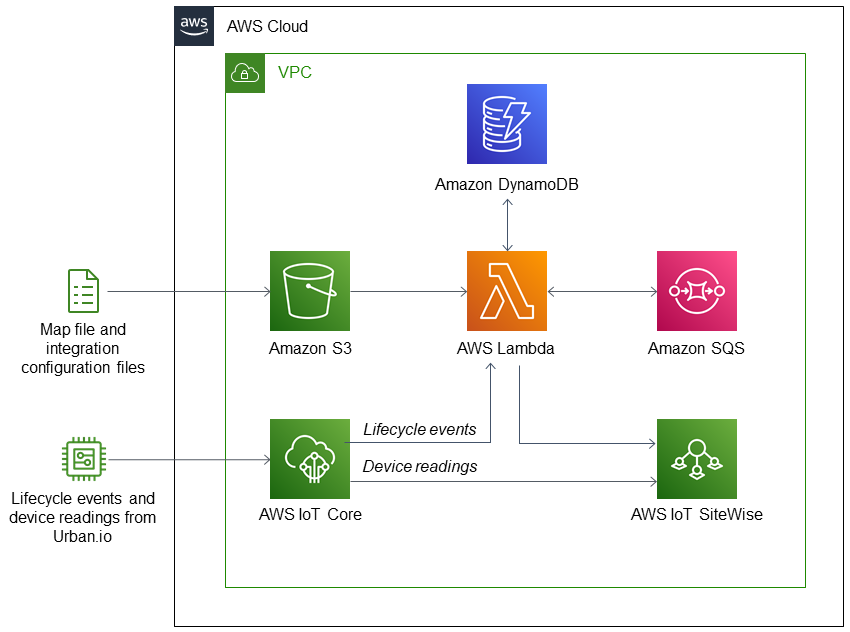 aws
AWS Cloud
VPC
Amazon DynamoDB
Map file and
integration
configuration files
Amazon S3
AWS Lambda
Amazon SQS
Lifecycle events
Device readings
Lifecycle events and
device readings from
Urban.io
AWS IoT Core
AWS IoT SiteWise